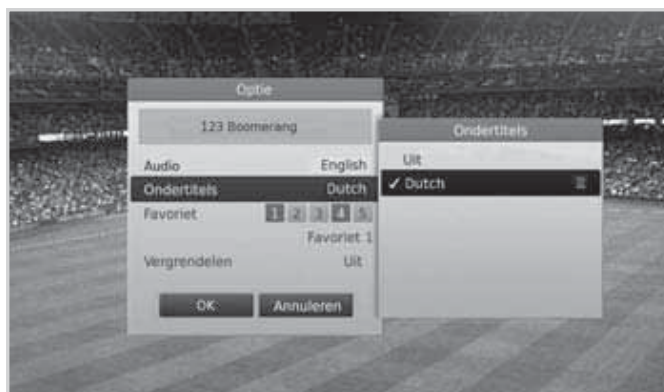 Optie
123 Boomerang
Audio English
Ondertitels Dutch
Favoriet 1 2 3 4 5
Favoriet 1
Vergrendelen Uit
OK Annuleren
Ondertitels
Uit
✓ Dutch